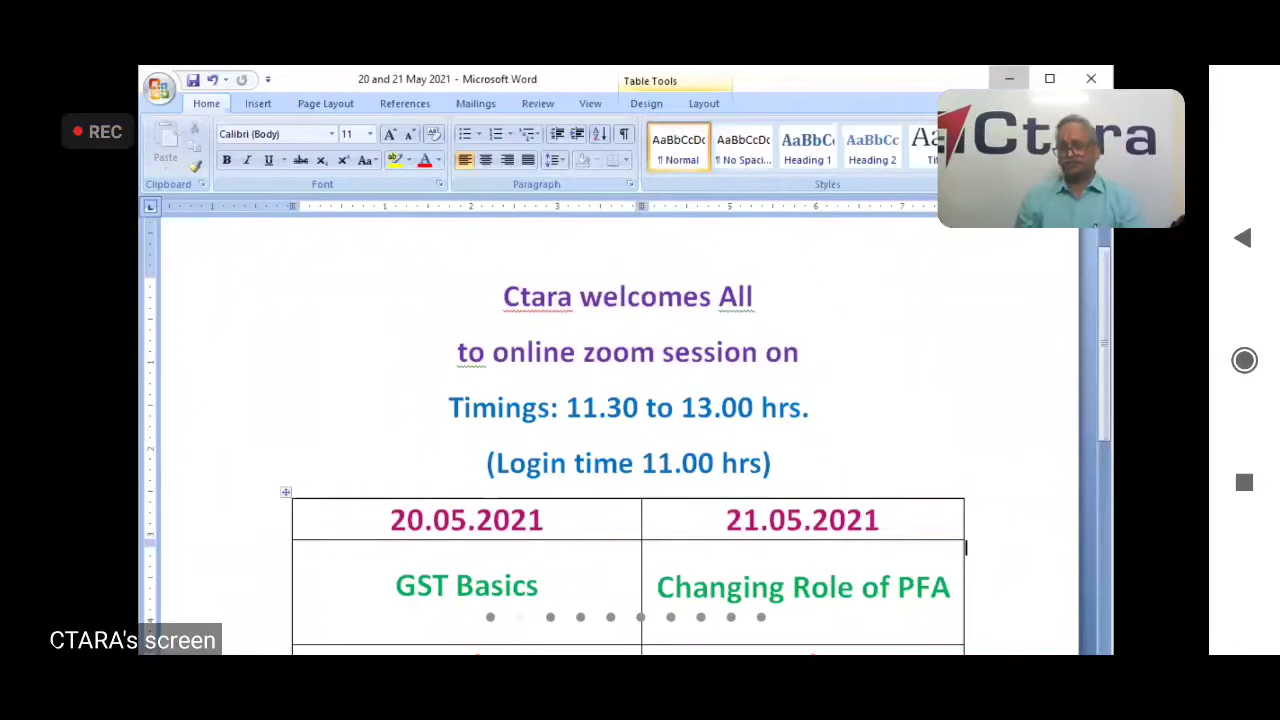 20 and 21 May 2021 - Microsoft Word
Table Tools
Home Insert Page Layout References Mailings Review View Design Layout
REC
Calibri (Body) 11
AaBbCcDc AaBbCcDc AaBbC AaBbCc
Paste
¶ Normal ¶ No Spaci... Heading 1 Heading 2
Clipboard Font Paragraph Styles
Ctara
Ctara welcomes All
to online zoom session on
Timings: 11.30 to 13.00 hrs.
(Login time 11.00 hrs)
20.05.2021 21.05.2021
GST Basics Changing Role of PFA
CTARA's screen